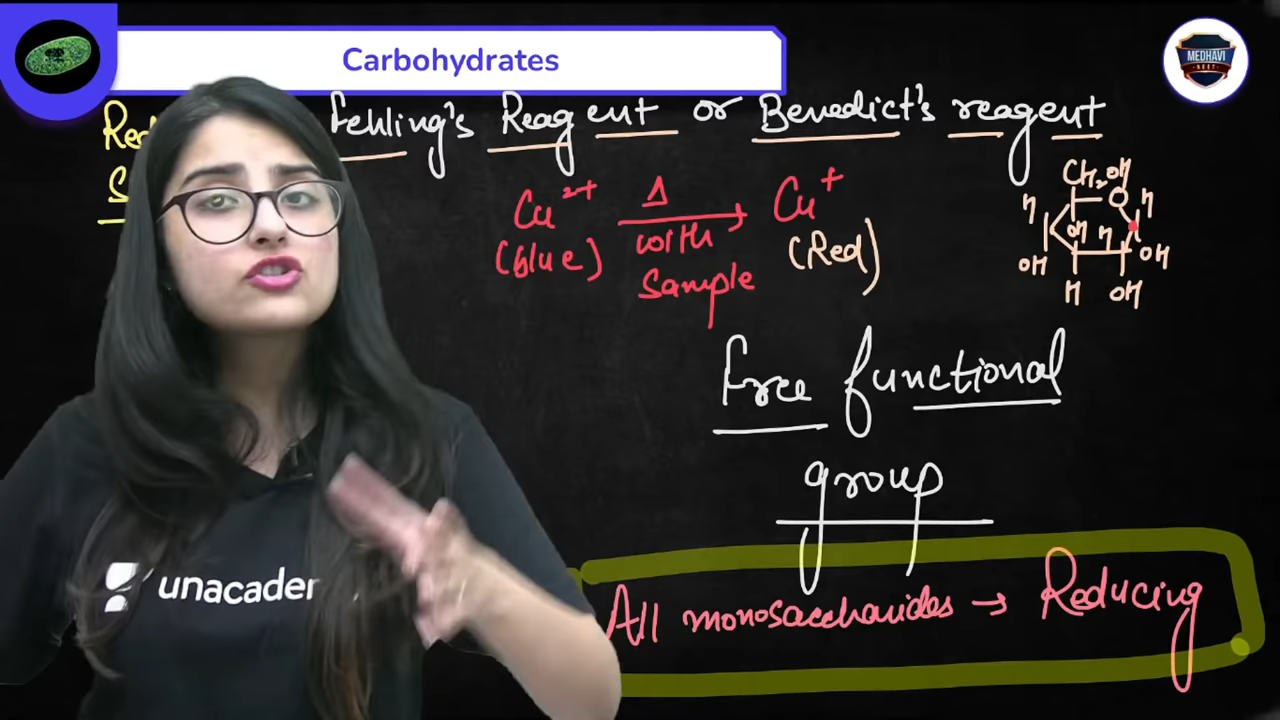 Carbohydrates
MEDHAVI
NEET
Fehling's Reagent or Benedict's reagent
Cu²⁺ Δ Cu⁺
(blue) with (Red)
Sample
CH₂OH
O
H H
OH H
OH OH
H OH
Free functional
group
All monosaccharides → Reducing
unacadem